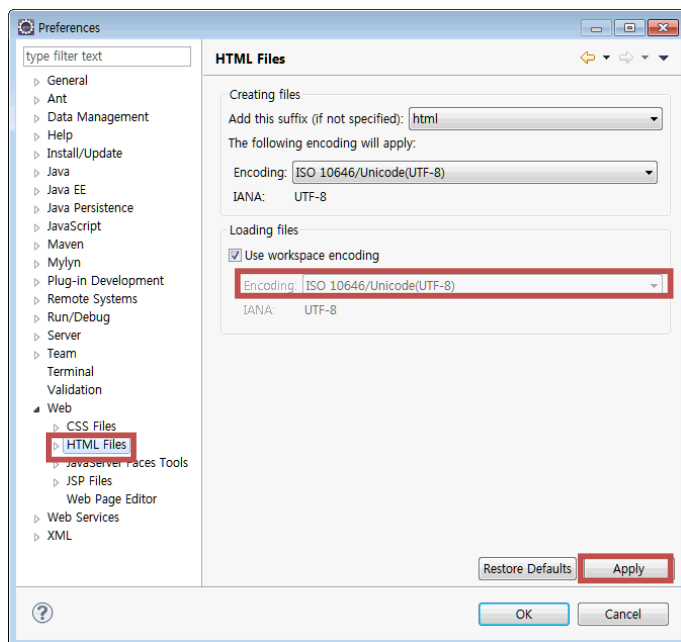 Preferences
type filter text
General
Ant
Data Management
Help
Install/Update
Java
Java EE
Java Persistence
JavaScript
Maven
Mylyn
Plug-in Development
Remote Systems
Run/Debug
Server
Team
Terminal
Validation
Web
CSS Files
HTML Files
JavaServer Faces Tools
JSP Files
Web Page Editor
Web Services
XML
HTML Files
Creating files
Add this suffix (if not specified): html
The following encoding will apply:
Encoding: ISO 10646/Unicode(UTF-8)
IANA: UTF-8
Loading files
Use workspace encoding
Encoding: ISO 10646/Unicode(UTF-8)
IANA: UTF-8
Restore Defaults Apply
? OK Cancel